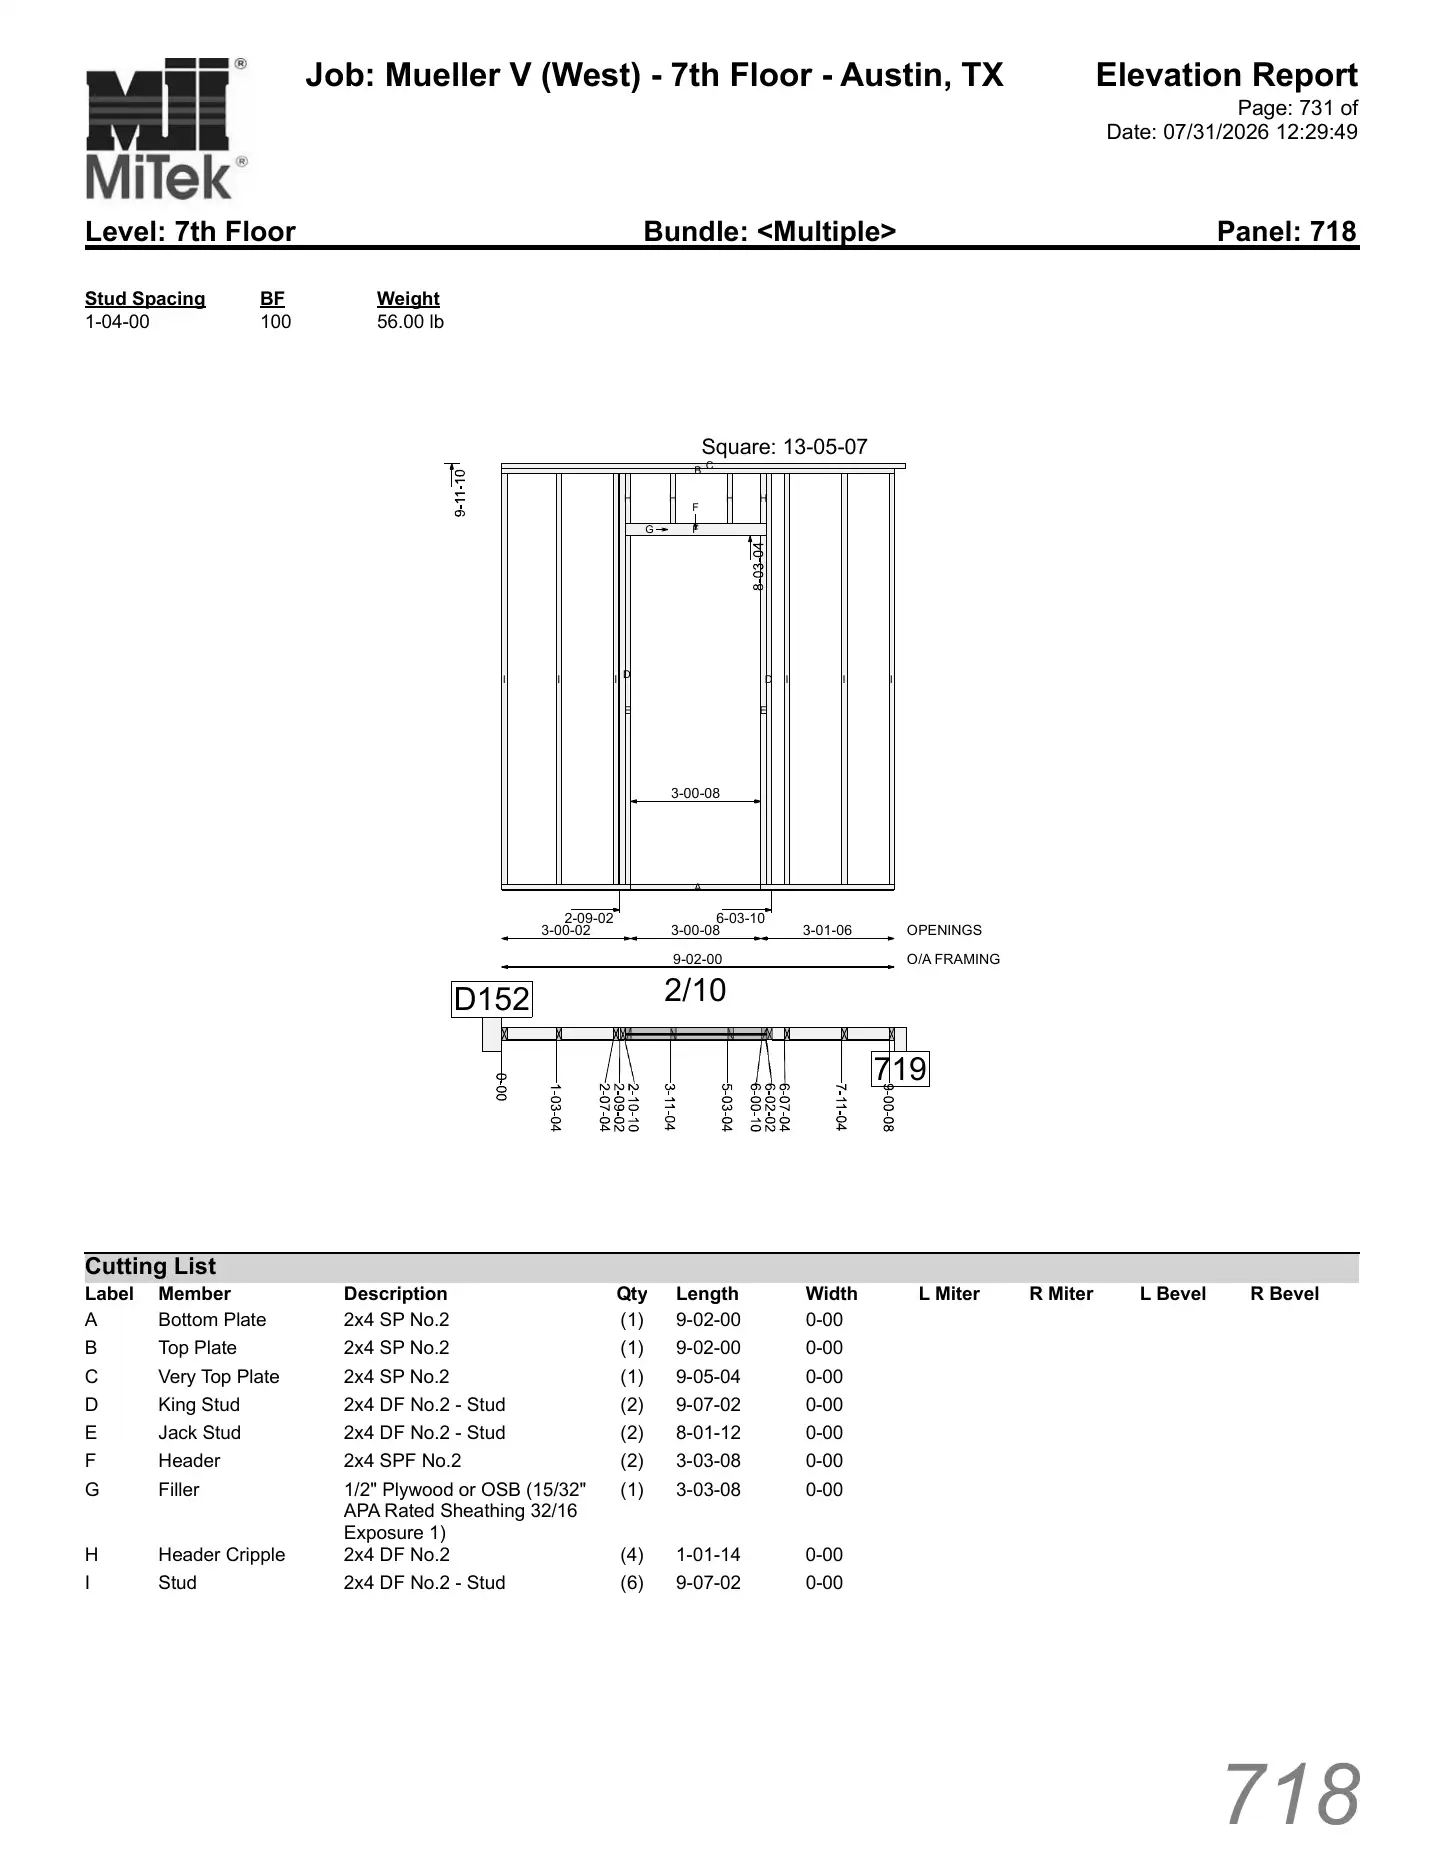 MiTek®
Job: Mueller V (West) - 7th Floor - Austin, TX
Elevation Report
Page: 731 of
Date: 07/31/2026 12:29:49
Level: 7th Floor Bundle: <Multiple> Panel: 718
Stud Spacing BF Weight
1-04-00 100 56.00 lb
Square: 13-05-07
C
B
9-11-10
H H H H
F
G F
8-03-04
D
I I I D I I I
E E
3-00-08
A
2-09-02 6-03-10
3-00-02 3-00-08 3-01-06 OPENINGS
9-02-00 O/A FRAMING
D152 2/10
719
0-00 1-03-04 2-07-04 2-09-02 2-10-10 3-11-04 5-03-04 6-00-10 6-02-02 6-07-04 7-11-04 9-00-08
Cutting List
Label Member Description Qty Length Width L Miter R Miter L Bevel R Bevel
A Bottom Plate 2x4 SP No.2 (1) 9-02-00 0-00
B Top Plate 2x4 SP No.2 (1) 9-02-00 0-00
C Very Top Plate 2x4 SP No.2 (1) 9-05-04 0-00
D King Stud 2x4 DF No.2 - Stud (2) 9-07-02 0-00
E Jack Stud 2x4 DF No.2 - Stud (2) 8-01-12 0-00
F Header 2x4 SPF No.2 (2) 3-03-08 0-00
G Filler 1/2" Plywood or OSB (15/32" (1) 3-03-08 0-00
APA Rated Sheathing 32/16
Exposure 1)
H Header Cripple 2x4 DF No.2 (4) 1-01-14 0-00
I Stud 2x4 DF No.2 - Stud (6) 9-07-02 0-00
718